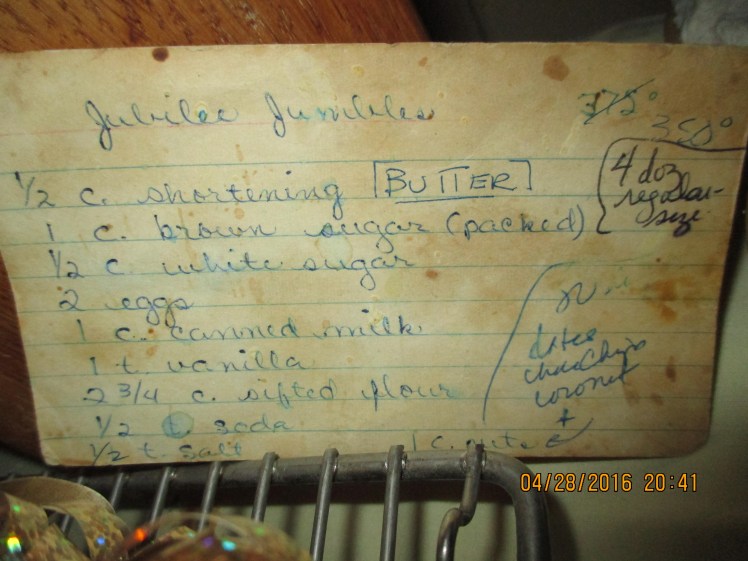 Jubilee Jumbles
375°
350°
1/2 c. shortening [BUTTER]
4 doz
regular
size
1 c. brown sugar (packed)
1/2 c. white sugar
2 eggs
1 c. canned milk
1 t. vanilla
2 3/4 c. sifted flour
1/2 t. soda
1/2 t. salt
dates
choc chips
coconut
+
1 c. nuts
04/28/2016 20:41